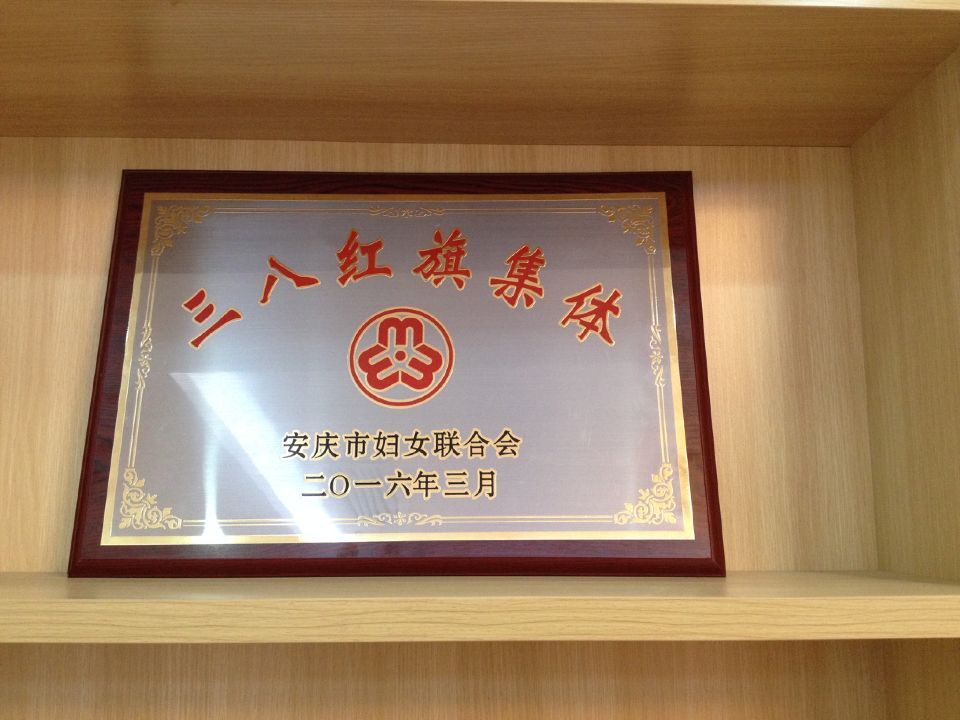 三八红旗集体
安庆市妇女联合会
二〇一六年三月